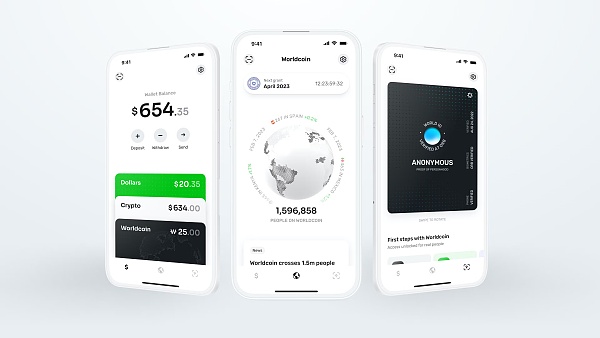 9:41
Wallet Balance
$654.35
Deposit
Withdraw
Send
Dollars $20.35
Crypto $634.00
Worldcoin ₩ 25.00
$
9:41
Worldcoin
Next grant
April 2023 12:23:59:32
1,596,858
PEOPLE ON WORLDCOIN
News
Worldcoin crosses 1.5m people
$
9:41
WORLD ID
ANONYMOUS
PROOF OF PERSONHOOD
First steps with Worldcoin
Access unlocked for real people
$